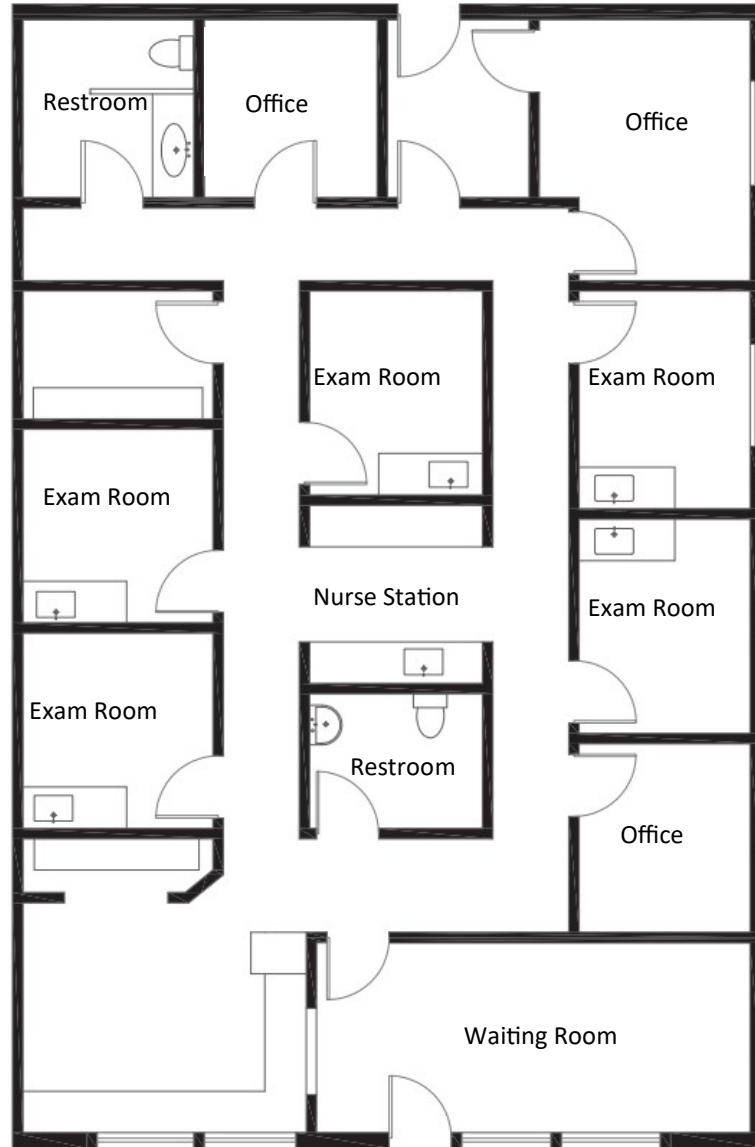 Restroom
Office
Office
Exam Room
Exam Room
Exam Room
Nurse Station
Exam Room
Exam Room
Restroom
Office
Waiting Room